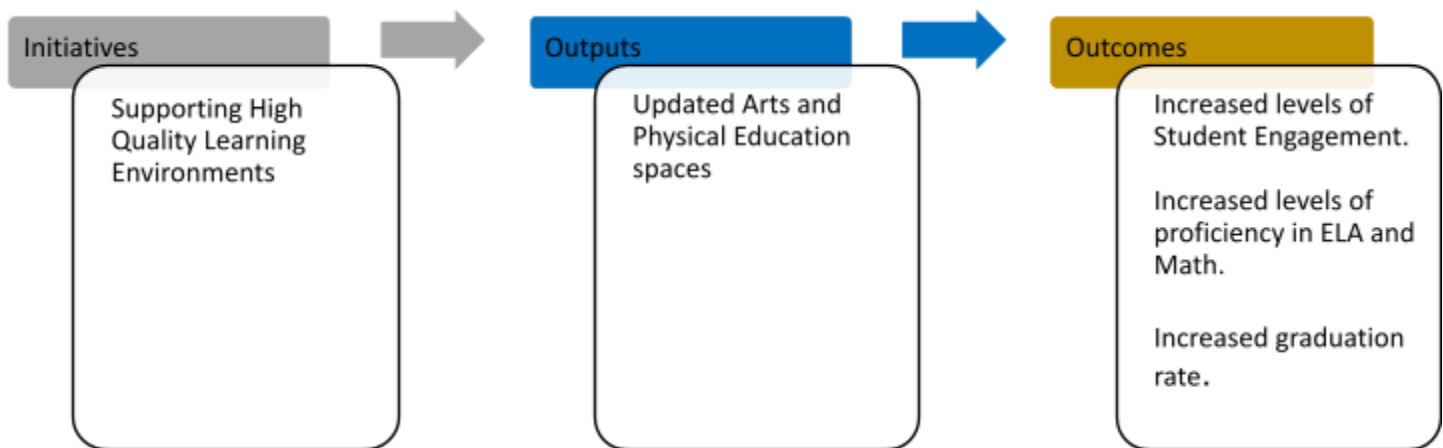 Initiatives
Supporting High
Quality Learning
Environments
Outputs
Updated Arts and
Physical Education
spaces
Outcomes
Increased levels of
Student Engagement.
Increased levels of
proficiency in ELA and
Math.
Increased graduation
rate.